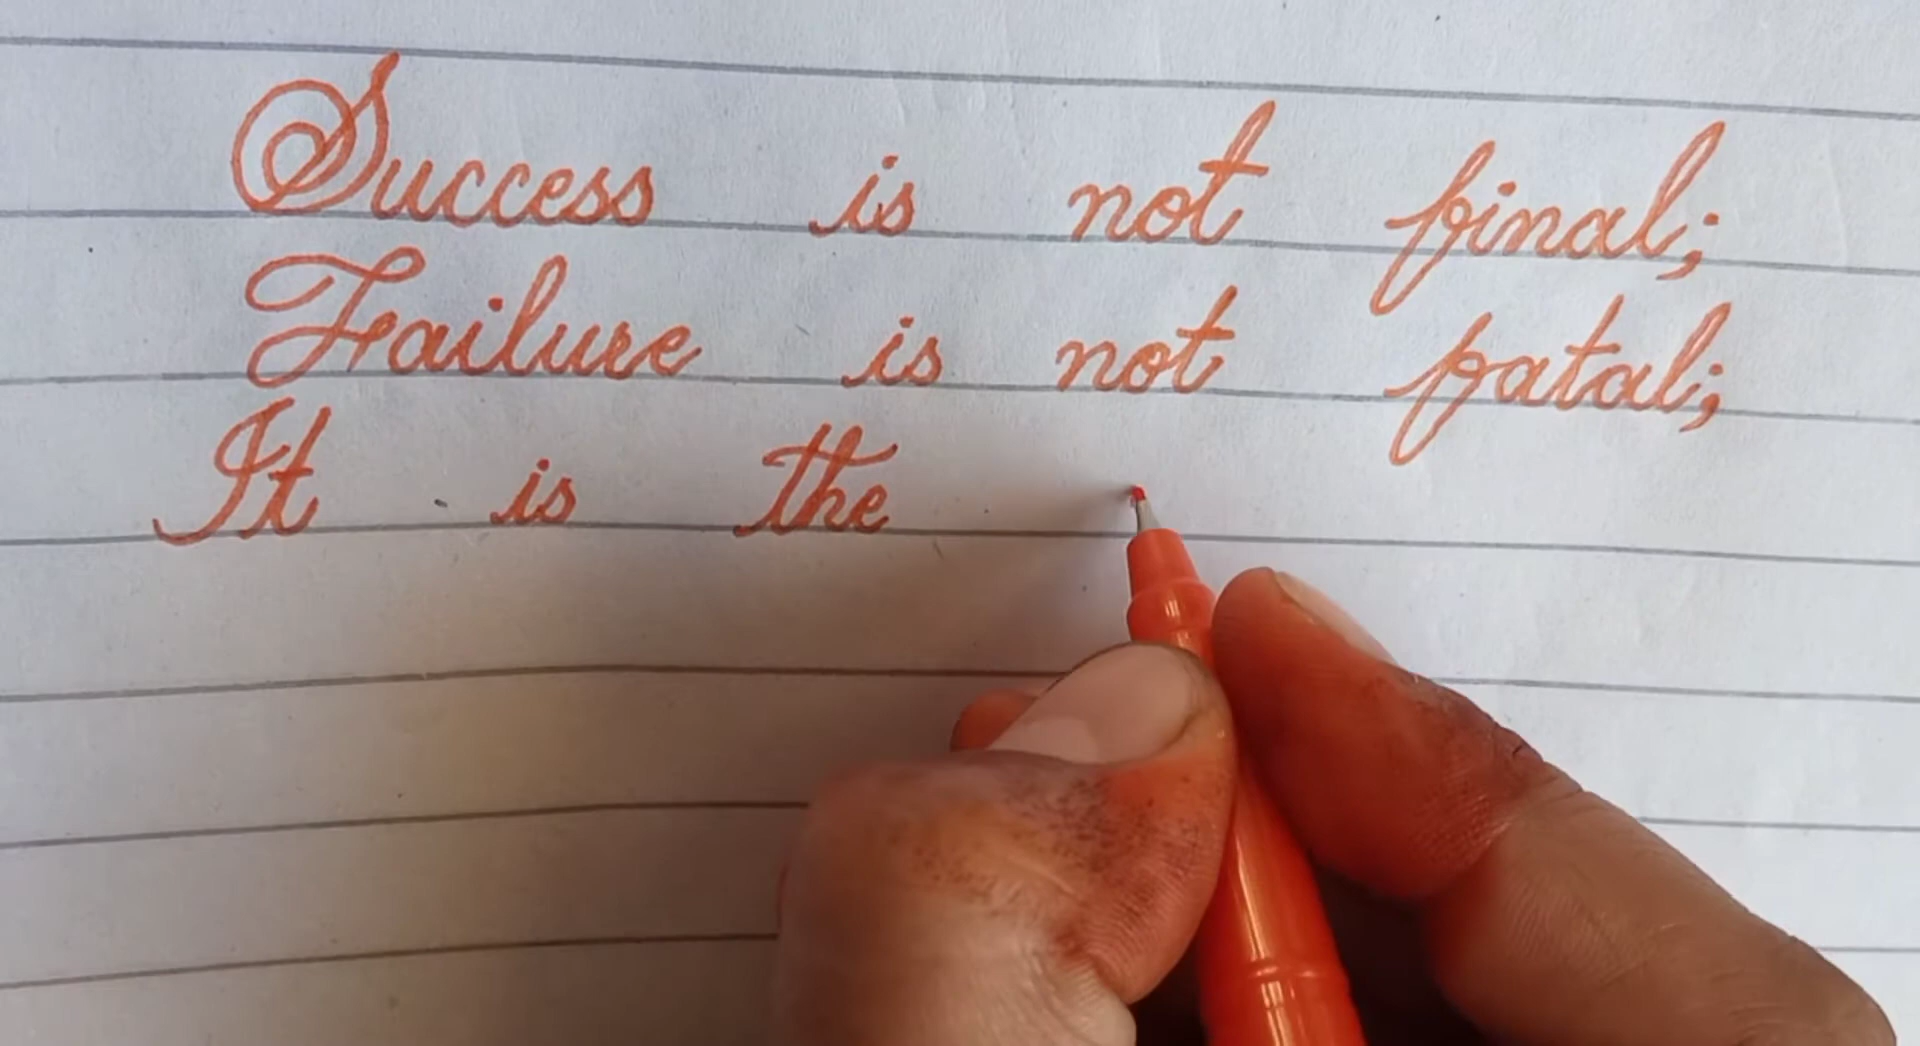 Success is not final;
Failure is not fatal;
It is the